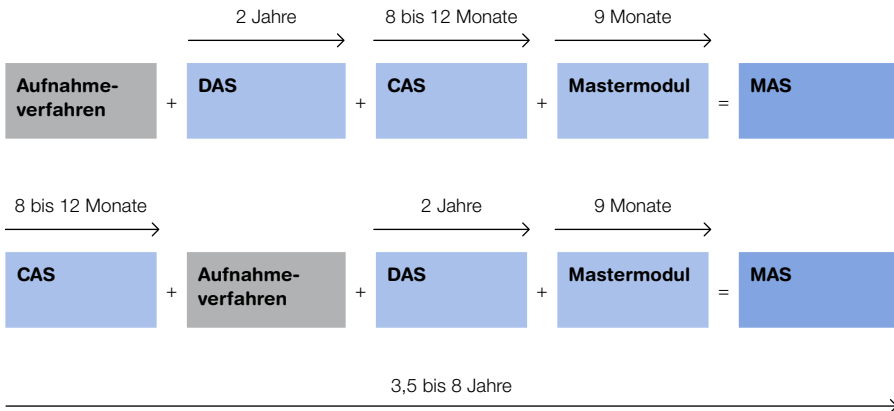 2 Jahre
8 bis 12 Monate
9 Monate
Aufnahme-
verfahren
+
DAS
+
CAS
+
Mastermodul
=
MAS
8 bis 12 Monate
2 Jahre
9 Monate
CAS
+
Aufnahme-
verfahren
+
DAS
+
Mastermodul
=
MAS
3,5 bis 8 Jahre